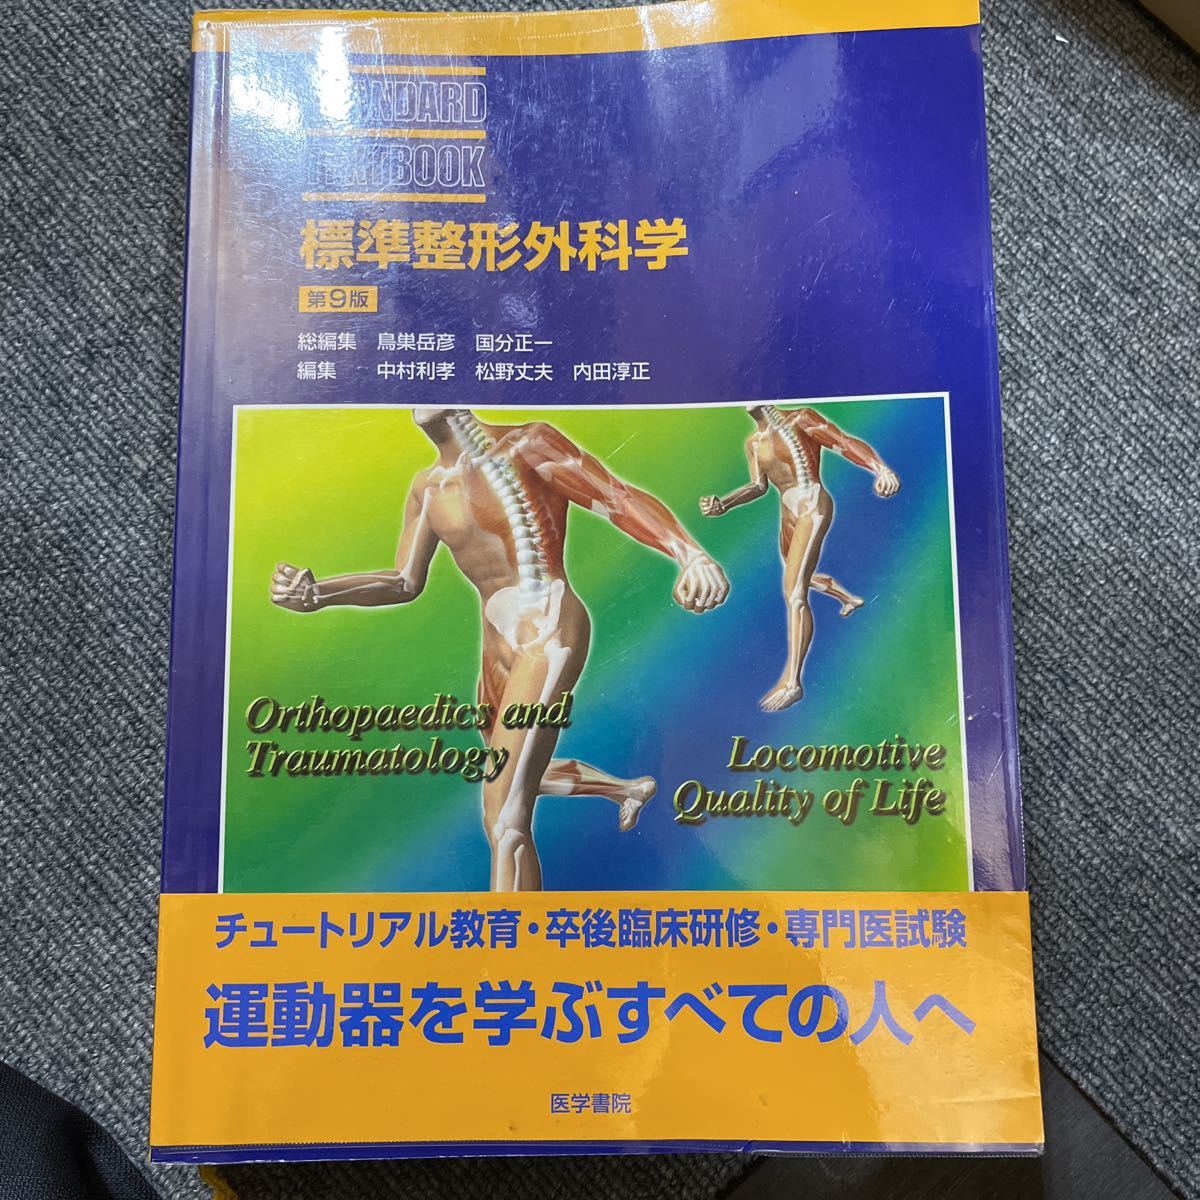 STANDARD
TEXTBOOK
標準整形外科学
第9版
総編集 鳥巣岳彦 国分正一
編集 中村利孝 松野丈夫 内田淳正
Orthopaedics and
Traumatology
Locomotive
Quality of Life
チュートリアル教育・卒後臨床研修・専門医試験
運動器を学ぶすべての人へ
医学書院